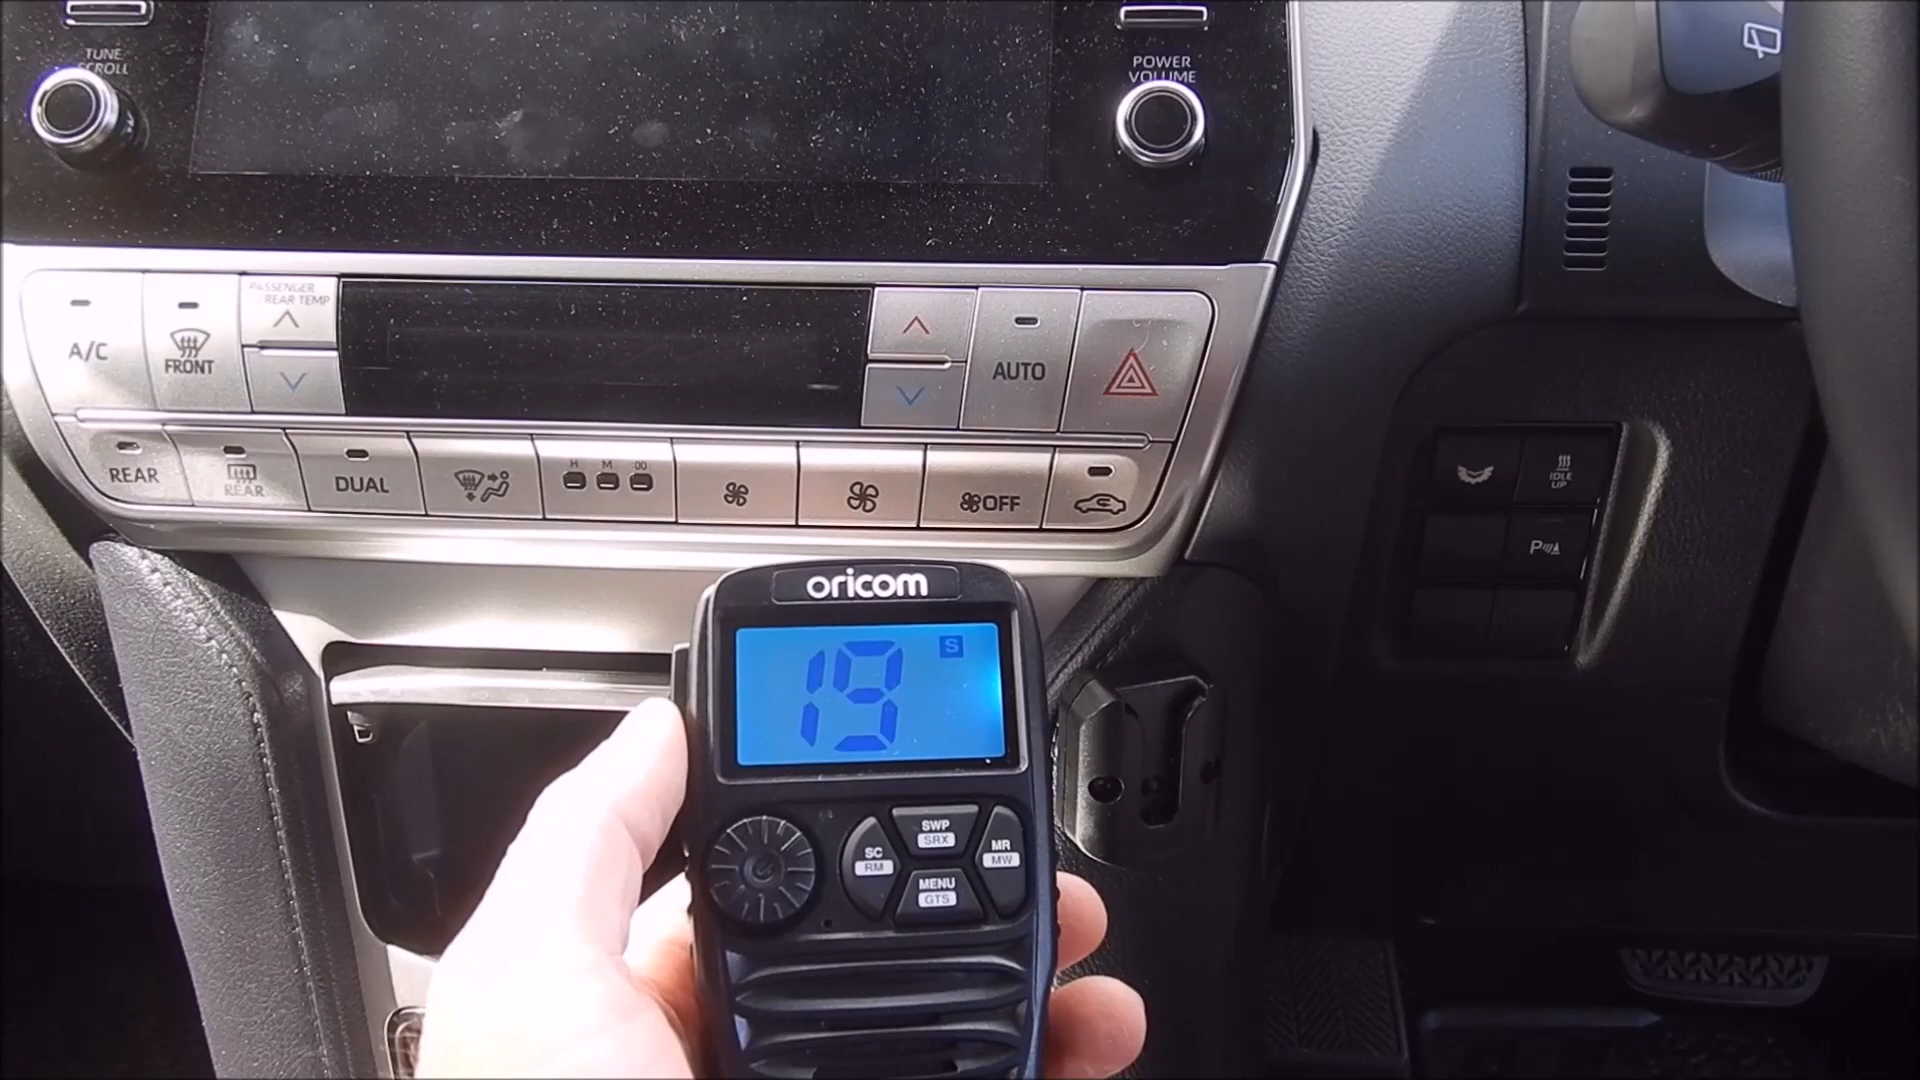 TUNE
SCROLL
POWER
VOLUME
PASSENGER
/REAR TEMP
A/C
FRONT
AUTO
REAR
REAR
DUAL
H M :00
OFF
IDLE
UP
P
oricom
19
S
SWP
SRX
SC
RM
MR
MW
MENU
GTS